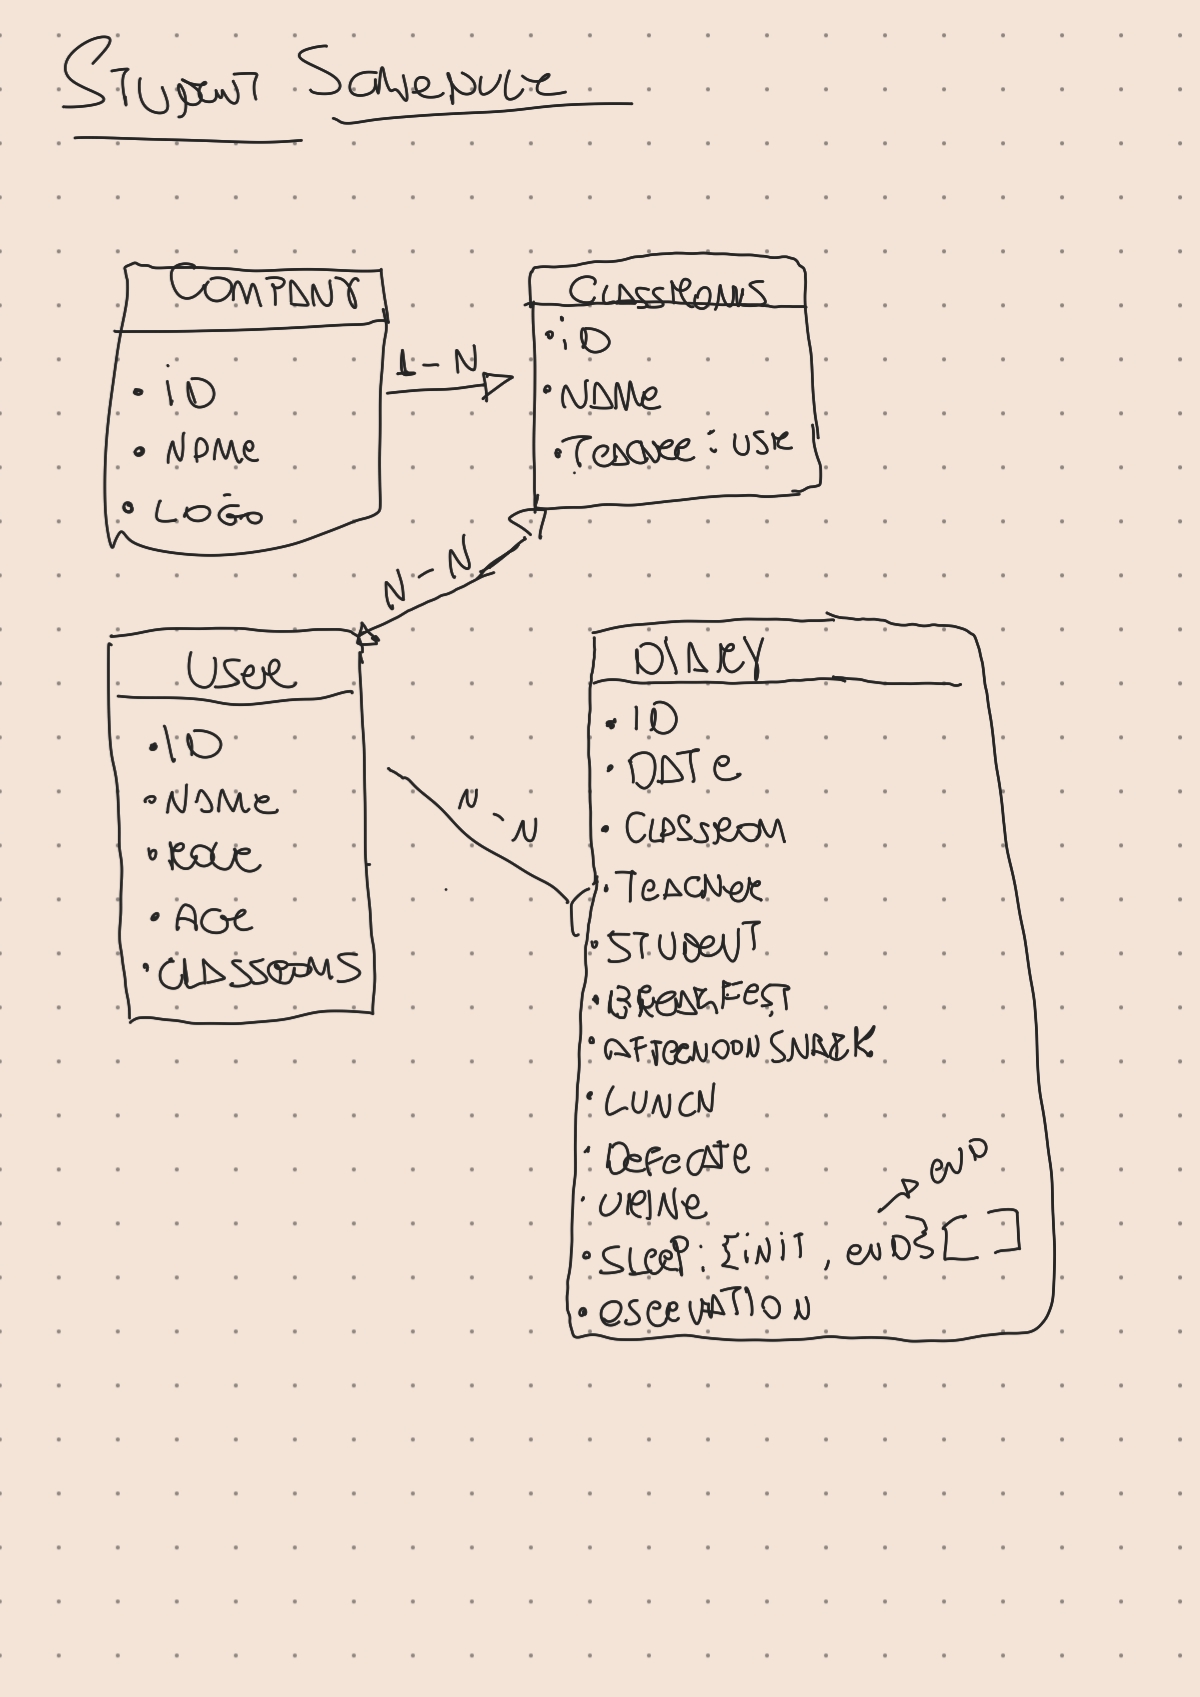 STUDENT SCHEDULE
COMPANY
• ID
• NAME
• LOGO
1 - N
CLASSROOMS
• ID
• NAME
• TEACHER : USER
N - N
USER
• ID
• NAME
• ROLE
• AGE
• CLASSROOMS
N - N
DIARY
• ID
• DATE
• CLASSROOM
• TEACHER
• STUDENT
• BREAKFEST
• AFTERNOON SNACK
• LUNCH
• DEFECATE
• URINE
END
• SLEEP : {INIT , END} []
• OSERVATION